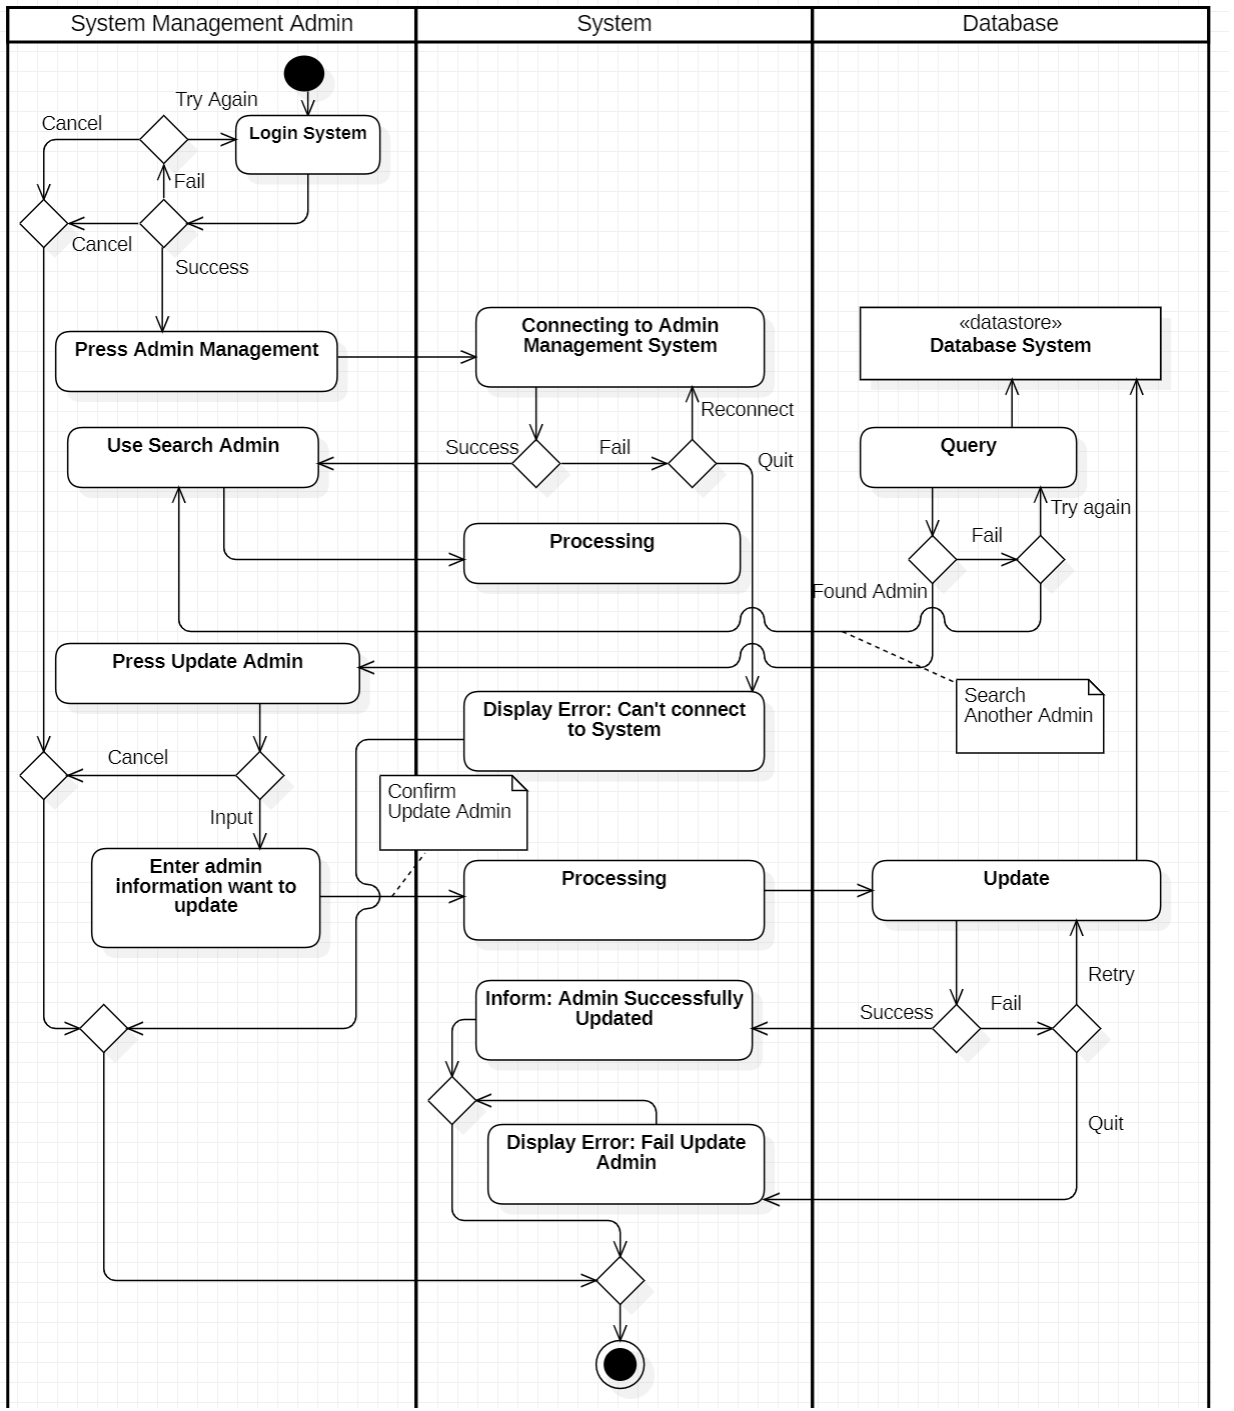 System Management Admin
System
Database
Try Again
Cancel
Login System
Fail
Cancel
Success
Press Admin Management
Connecting to Admin
Management System
«datastore»
Database System
Reconnect
Use Search Admin
Success
Fail
Quit
Query
Try again
Processing
Fail
Found Admin
Press Update Admin
Search
Another Admin
Display Error: Can't connect
to System
Cancel
Confirm
Update Admin
Input
Enter admin
information want to
update
Processing
Update
Retry
Inform: Admin Successfully
Updated
Success
Fail
Quit
Display Error: Fail Update
Admin